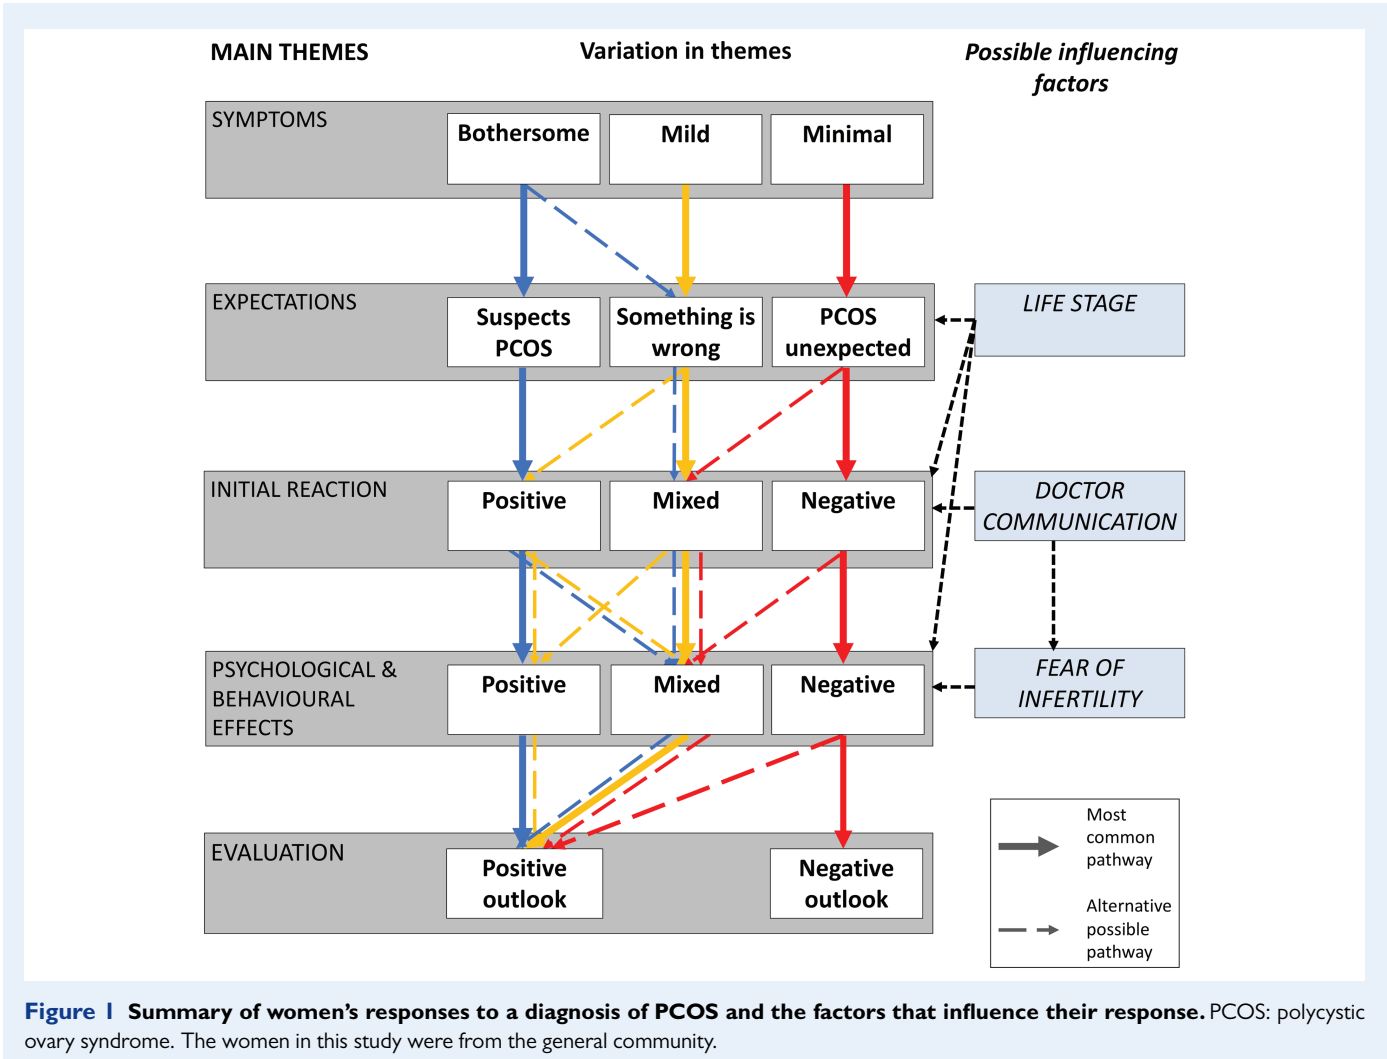 MAIN THEMES
Variation in themes
Possible influencing
factors
SYMPTOMS
Bothersome
Mild
Minimal
EXPECTATIONS
Suspects
PCOS
Something is
wrong
PCOS
unexpected
LIFE STAGE
INITIAL REACTION
Positive
Mixed
Negative
DOCTOR
COMMUNICATION
PSYCHOLOGICAL &
BEHAVIOURAL
EFFECTS
Positive
Mixed
Negative
FEAR OF
INFERTILITY
EVALUATION
Positive
outlook
Negative
outlook
Most
common
pathway
Alternative
possible
pathway
Figure 1 Summary of women’s responses to a diagnosis of PCOS and the factors that influence their response. PCOS: polycystic
ovary syndrome. The women in this study were from the general community.